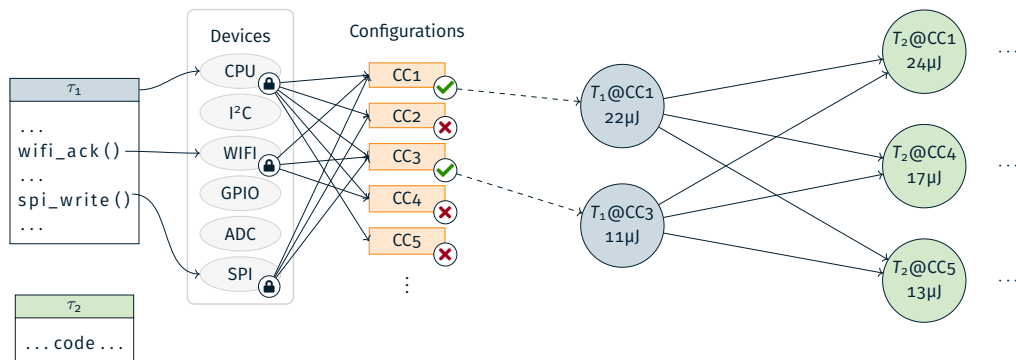 Devices
CPU
I²C
WIFI
GPIO
ADC
SPI
Configurations
CC1
CC2
CC3
CC4
CC5
⋮
τ₁
...
wifi_ack()
...
spi_write()
...
τ₂
...code...
T₁@CC1
22µJ
T₁@CC3
11µJ
T₂@CC1
24µJ
...
T₂@CC4
17µJ
...
T₂@CC5
13µJ
...